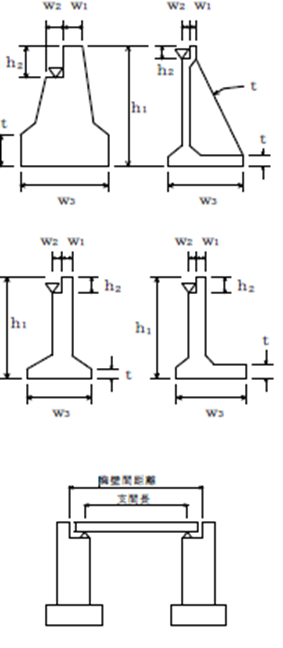 w₂ w₁ w₂ w₁
h₂ h₂
h₁ t
t t
w₃ w₃
w₂ w₁ w₂ w₁
h₂ h₂
h₁ h₁ t
t
w₃ w₃
胸壁間距離
支間長